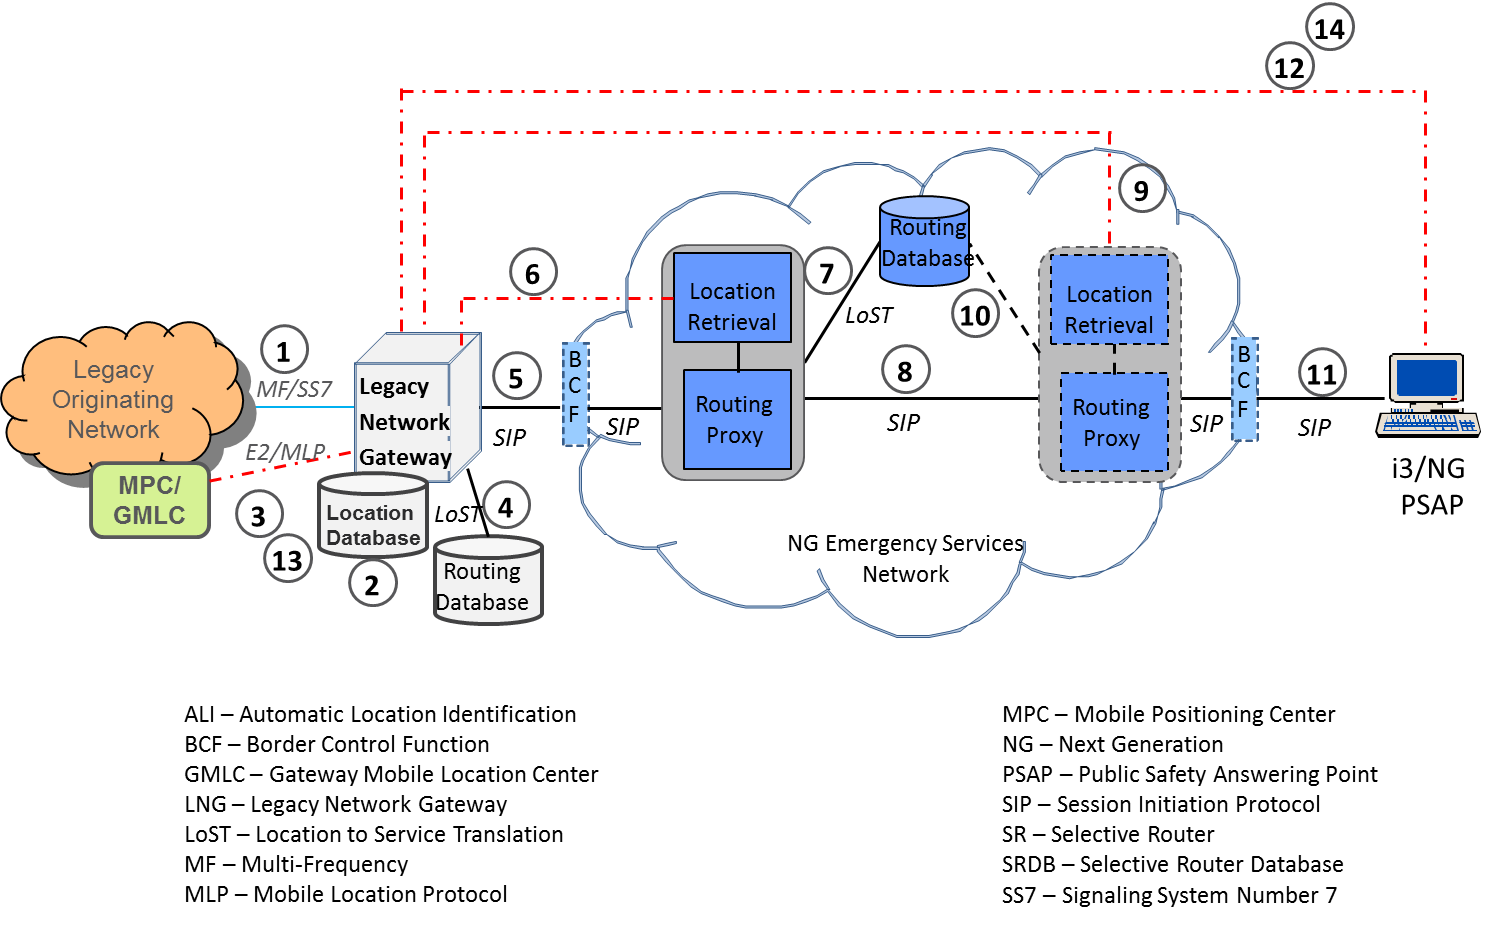 14
12
9
6
7
Routing
Database
Location
Retrieval
LoST
10
Location
Retrieval
1
MF/SS7
Legacy
Originating
Network
E2/MLP
MPC/
GMLC
3
13
Legacy
Network
Gateway
Location
Database
2
LoST
4
Routing
Database
5
SIP
B
C
F
SIP
Routing
Proxy
8
SIP
Routing
Proxy
SIP
B
C
F
11
SIP
i3/NG
PSAP
NG Emergency Services
Network
ALI – Automatic Location Identification
BCF – Border Control Function
GMLC – Gateway Mobile Location Center
LNG – Legacy Network Gateway
LoST – Location to Service Translation
MF – Multi-Frequency
MLP – Mobile Location Protocol
MPC – Mobile Positioning Center
NG – Next Generation
PSAP – Public Safety Answering Point
SIP – Session Initiation Protocol
SR – Selective Router
SRDB – Selective Router Database
SS7 – Signaling System Number 7